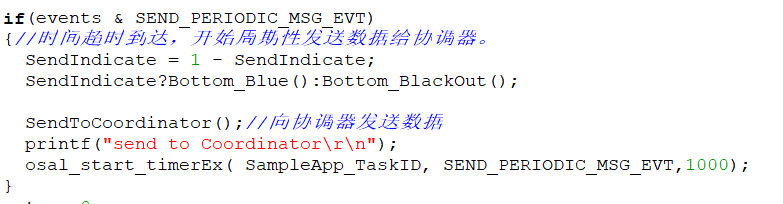 if(events & SEND_PERIODIC_MSG_EVT)
{//时间超时到达，开始周期性发送数据给协调器。
SendIndicate = 1 - SendIndicate;
SendIndicate?Bottom_Blue():Bottom_BlackOut();
SendToCoordinator();//向协调器发送数据
printf("send to Coordinator\r\n");
osal_start_timerEx( SampleApp_TaskID, SEND_PERIODIC_MSG_EVT,1000);
}